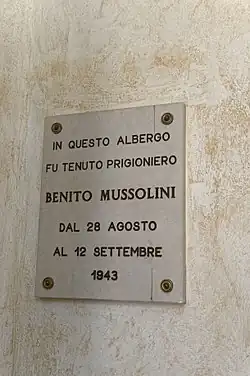 IN QUESTO ALBERGO
FU TENUTO PRIGIONIERO
BENITO MUSSOLINI
DAL 28 AGOSTO
AL 12 SETTEMBRE
1943